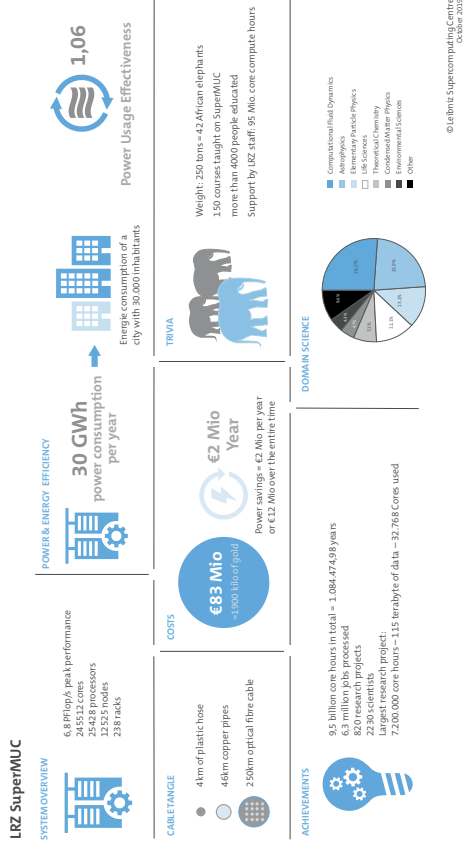 LRZ SuperMUC
SYSTEM OVERVIEW
6,8 PFlop/s peak performance
245512 cores
25428 processors
12525 nodes
238 racks
POWER & ENERGY EFFICIENCY
30 GWh
power consumption
per year
Energie consumption of a
city with 30.000 inhabitants
1,06
Power Usage Effectiveness
CABLE TANGLE
4km of plastic hose
46km copper pipes
250km optical fibre cable
COSTS
€83 Mio
=1900 kilo of gold
€2 Mio
Year
Power savings = €2 Mio per year
or €12 Mio over the entire time
TRIVIA
Weight: 250 tons = 42 African elephants
150 courses taught on SuperMUC
more than 4000 people educated
Support by LRZ staff: 95 Mio. core compute hours
ACHIEVEMENTS
9,5 billion core hours in total = 1.084.474,98 years
6,3 million jobs processed
820 research projects
2230 scientists
Largest research project:
7.200.000 core hours – 115 terabyte of data – 32.768 Cores used
DOMAIN SCIENCE
Computational Fluid Dynamics
Astrophysics
Elementary Particle Physics
Life Sciences
Theoretical Chemistry
Condensed Matter Physics
Environmental Sciences
Other
© Leibniz Supercomputing Centre
October 2019